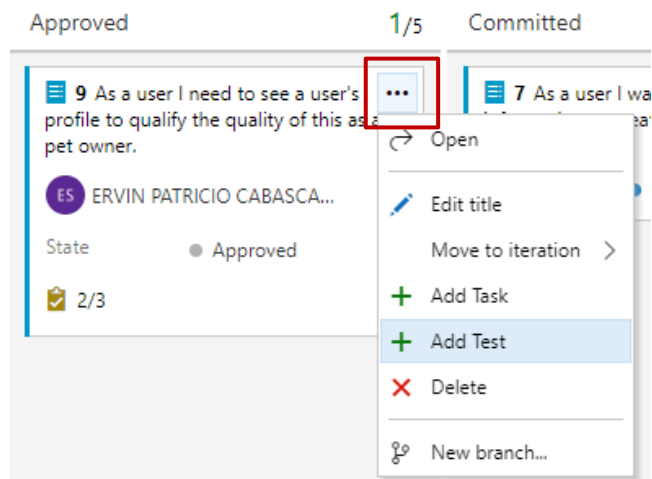 Approved 1/5
Committed
9 As a user I need to see a user's
profile to qualify the quality of this as a
pet owner.
ES ERVIN PATRICIO CABASCA...
State Approved
2/3
7 As a user I wa
Open
Edit title
Move to iteration
Add Task
Add Test
Delete
New branch...